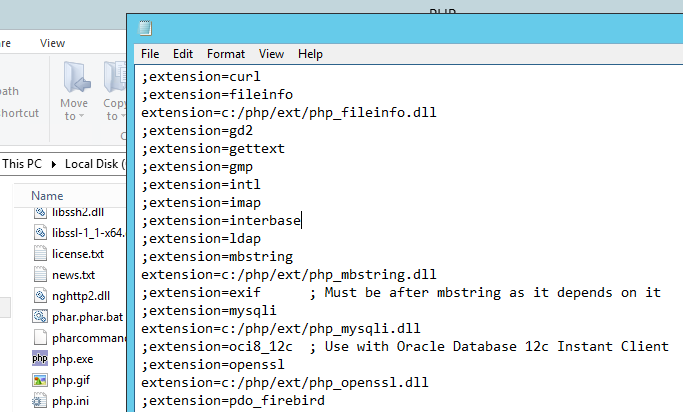 PHP
File Edit Format View Help
View
Move to
Copy to
This PC Local Disk (
Name
libssh2.dll
libssl-1_1-x64.
license.txt
news.txt
nghttp2.dll
phar.phar.bat
pharcommand
php.exe
php.gif
php.ini
;extension=curl
;extension=fileinfo
extension=c:/php/ext/php_fileinfo.dll
;extension=gd2
;extension=gettext
;extension=gmp
;extension=intl
;extension=imap
;extension=interbase
;extension=ldap
;extension=mbstring
extension=c:/php/ext/php_mbstring.dll
;extension=exif      ; Must be after mbstring as it depends on it
;extension=mysqli
extension=c:/php/ext/php_mysqli.dll
;extension=oci8_12c  ; Use with Oracle Database 12c Instant Client
;extension=openssl
extension=c:/php/ext/php_openssl.dll
;extension=pdo_firebird